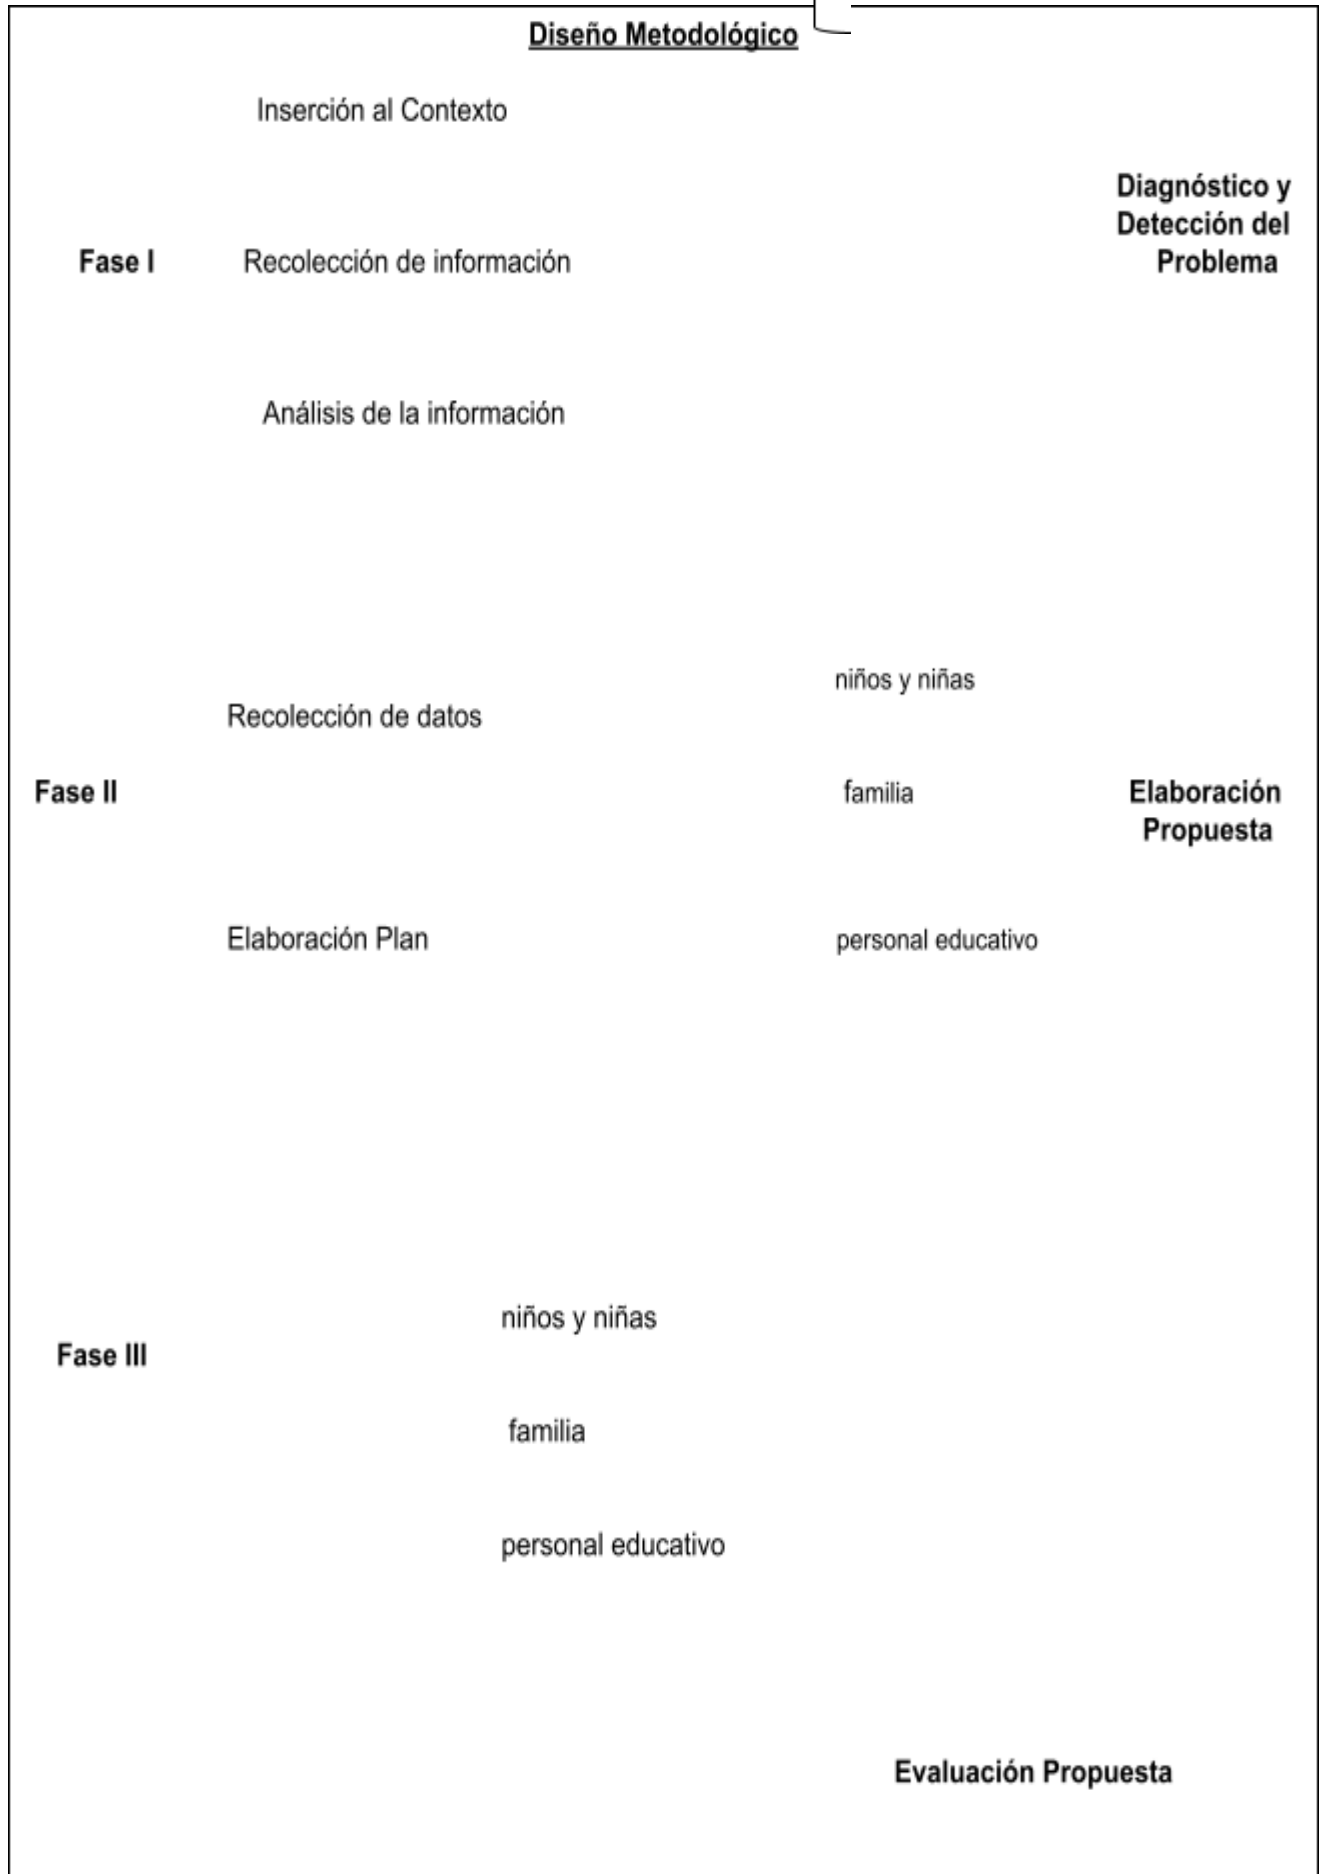 Diseño Metodológico
Inserción al Contexto
Diagnóstico y
Detección del
Problema
Fase I
Recolección de información
Análisis de la información
niños y niñas
Recolección de datos
Fase II
familia
Elaboración
Propuesta
Elaboración Plan
personal educativo
niños y niñas
Fase III
familia
personal educativo
Evaluación Propuesta